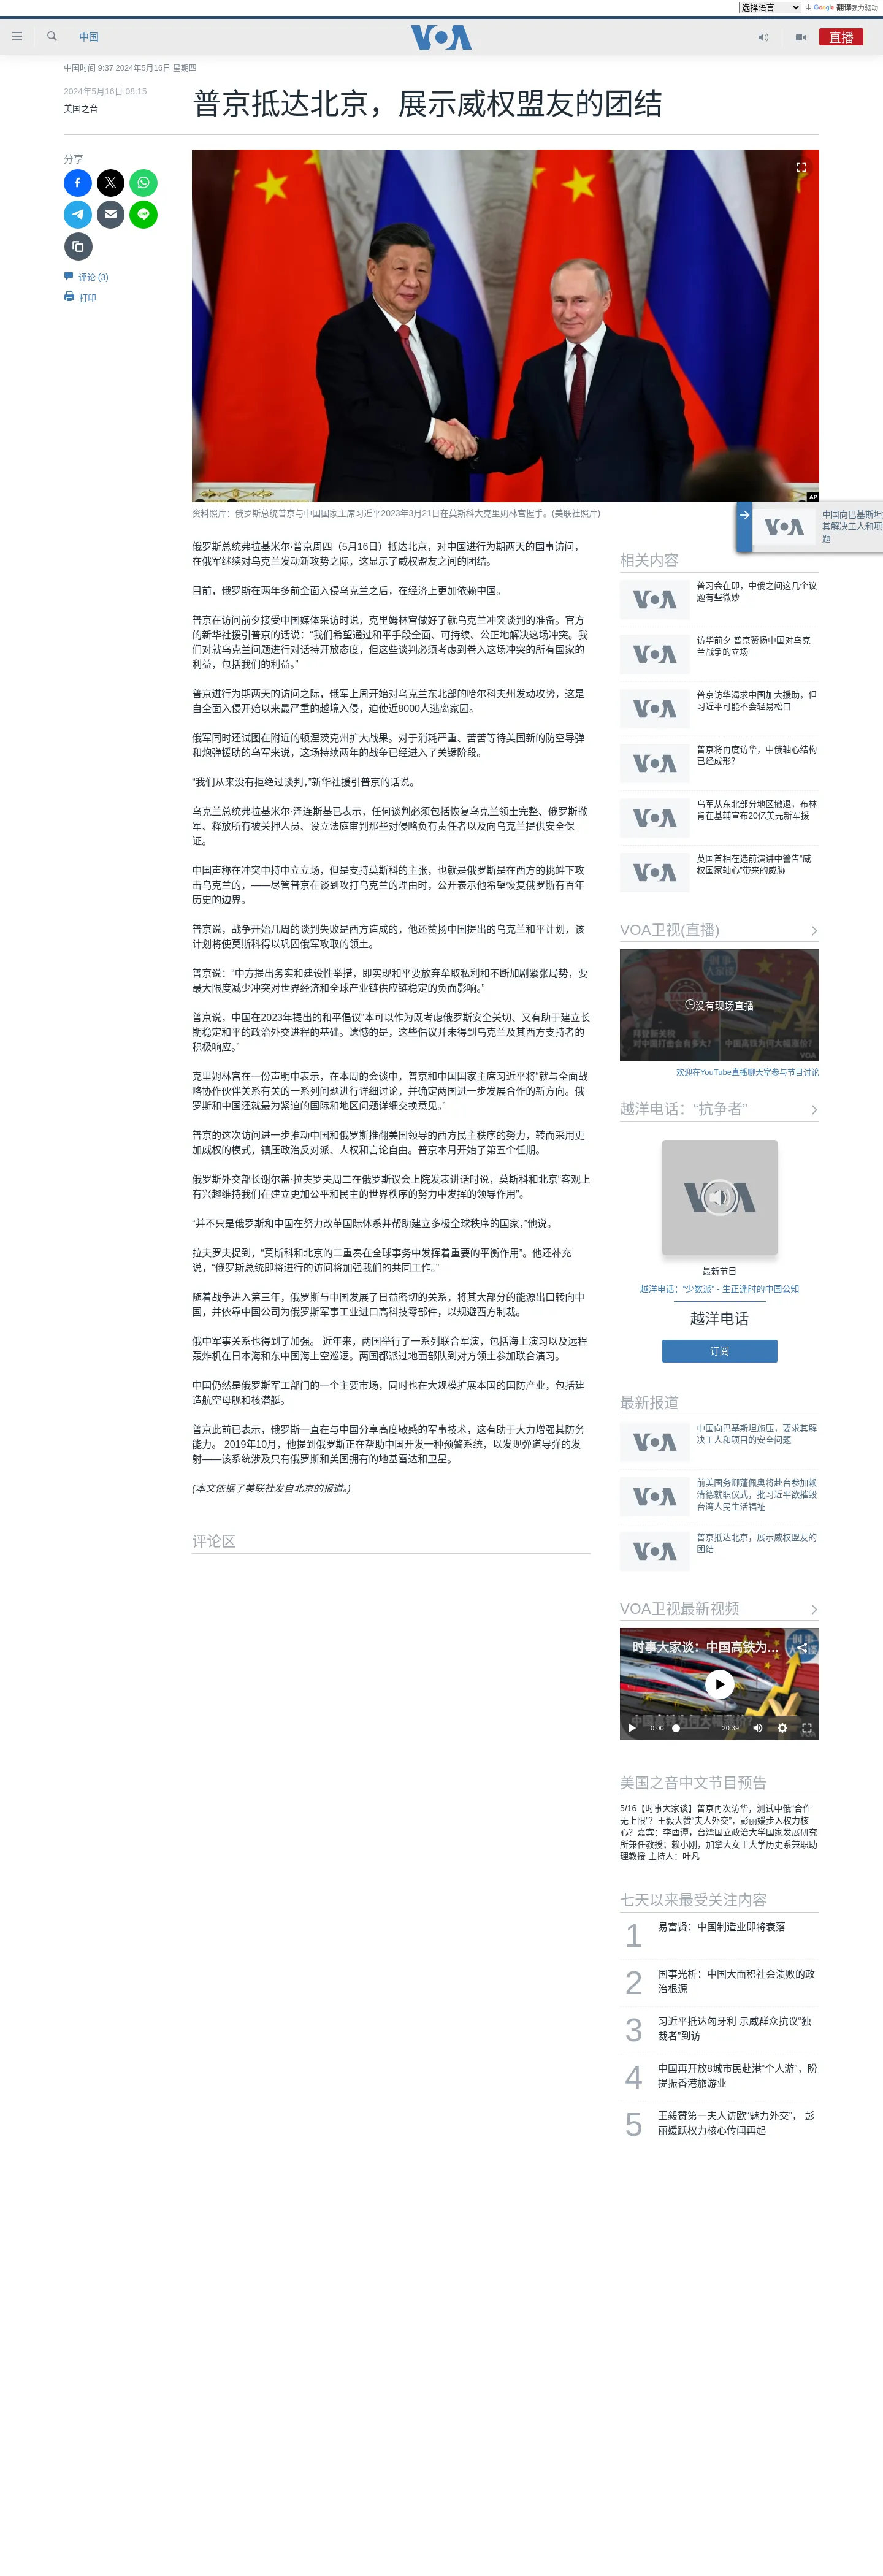 选择语言 由 Google 翻译强力驱动
中国
VOA
直播
中国时间 9:37 2024年5月16日 星期四
2024年5月16日 08:15
美国之音
普京抵达北京，展示威权盟友的团结
分享
评论 (3)
打印
AP
资料照片：俄罗斯总统普京与中国国家主席习近平2023年3月21日在莫斯科大克里姆林宫握手。(美联社照片)
VOA
中国向巴基斯坦
其解决工人和项
题
俄罗斯总统弗拉基米尔·普京周四（5月16日）抵达北京，对中国进行为期两天的国事访问，
在俄军继续对乌克兰发动新攻势之际，这显示了威权盟友之间的团结。
目前，俄罗斯在两年多前全面入侵乌克兰之后，在经济上更加依赖中国。
普京在访问前夕接受中国媒体采访时说，克里姆林宫做好了就乌克兰冲突谈判的准备。官方
的新华社援引普京的话说：“我们希望通过和平手段全面、可持续、公正地解决这场冲突。我
们对就乌克兰问题进行对话持开放态度，但这些谈判必须考虑到卷入这场冲突的所有国家的
利益，包括我们的利益。”
普京进行为期两天的访问之际，俄军上周开始对乌克兰东北部的哈尔科夫州发动攻势，这是
自全面入侵开始以来最严重的越境入侵，迫使近8000人逃离家园。
俄军同时还试图在附近的顿涅茨克州扩大战果。对于消耗严重、苦苦等待美国新的防空导弹
和炮弹援助的乌军来说，这场持续两年的战争已经进入了关键阶段。
“我们从来没有拒绝过谈判，”新华社援引普京的话说。
乌克兰总统弗拉基米尔·泽连斯基已表示，任何谈判必须包括恢复乌克兰领土完整、俄罗斯撤
军、释放所有被关押人员、设立法庭审判那些对侵略负有责任者以及向乌克兰提供安全保
证。
中国声称在冲突中持中立立场，但是支持莫斯科的主张，也就是俄罗斯是在西方的挑衅下攻
击乌克兰的，——尽管普京在谈到攻打乌克兰的理由时，公开表示他希望恢复俄罗斯有百年
历史的边界。
普京说，战争开始几周的谈判失败是西方造成的，他还赞扬中国提出的乌克兰和平计划，该
计划将使莫斯科得以巩固俄军攻取的领土。
普京说：“中方提出务实和建设性举措，即实现和平要放弃牟取私利和不断加剧紧张局势，要
最大限度减少冲突对世界经济和全球产业链供应链稳定的负面影响。”
普京说，中国在2023年提出的和平倡议“本可以作为既考虑俄罗斯安全关切、又有助于建立长
期稳定和平的政治外交进程的基础。遗憾的是，这些倡议并未得到乌克兰及其西方支持者的
积极响应。”
克里姆林宫在一份声明中表示，在本周的会谈中，普京和中国国家主席习近平将“就与全面战
略协作伙伴关系有关的一系列问题进行详细讨论，并确定两国进一步发展合作的新方向。俄
罗斯和中国还就最为紧迫的国际和地区问题详细交换意见。”
普京的这次访问进一步推动中国和俄罗斯推翻美国领导的西方民主秩序的努力，转而采用更
加威权的模式，镇压政治反对派、人权和言论自由。普京本月开始了第五个任期。
俄罗斯外交部长谢尔盖·拉夫罗夫周二在俄罗斯议会上院发表讲话时说，莫斯科和北京“客观上
有兴趣维持我们在建立更加公平和民主的世界秩序的努力中发挥的领导作用”。
“并不只是俄罗斯和中国在努力改革国际体系并帮助建立多极全球秩序的国家，”他说。
拉夫罗夫提到，“莫斯科和北京的二重奏在全球事务中发挥着重要的平衡作用”。他还补充
说，“俄罗斯总统即将进行的访问将加强我们的共同工作。”
随着战争进入第三年，俄罗斯与中国发展了日益密切的关系，将其大部分的能源出口转向中
国，并依靠中国公司为俄罗斯军事工业进口高科技零部件，以规避西方制裁。
俄中军事关系也得到了加强。 近年来，两国举行了一系列联合军演，包括海上演习以及远程
轰炸机在日本海和东中国海上空巡逻。两国都派过地面部队到对方领土参加联合演习。
中国仍然是俄罗斯军工部门的一个主要市场，同时也在大规模扩展本国的国防产业，包括建
造航空母舰和核潜艇。
普京此前已表示，俄罗斯一直在与中国分享高度敏感的军事技术，这有助于大力增强其防务
能力。 2019年10月，他提到俄罗斯正在帮助中国开发一种预警系统，以发现弹道导弹的发
射——该系统涉及只有俄罗斯和美国拥有的地基雷达和卫星。
(本文依据了美联社发自北京的报道。)
评论区
相关内容
VOA
普习会在即，中俄之间这几个议
题有些微妙
VOA
访华前夕 普京赞扬中国对乌克
兰战争的立场
VOA
普京访华渴求中国加大援助，但
习近平可能不会轻易松口
VOA
普京将再度访华，中俄轴心结构
已经成形？
VOA
乌军从东北部分地区撤退，布林
肯在基辅宣布20亿美元新军援
VOA
英国首相在选前演讲中警告“威
权国家轴心”带来的威胁
VOA卫视(直播)
时事
大家谈
没有现场直播
拜登新关税
对中国打击会有多大？
中国高铁为何大幅涨价？
VOA
欢迎在YouTube直播聊天室参与节目讨论
越洋电话：“抗争者”
VOA
最新节目
越洋电话：“少数派” - 生正逢时的中国公知
越洋电话
订阅
最新报道
VOA
中国向巴基斯坦施压，要求其解
决工人和项目的安全问题
VOA
前美国务卿蓬佩奥将赴台参加赖
清德就职仪式，批习近平欲摧毁
台湾人民生活福祉
VOA
普京抵达北京，展示威权盟友的
团结
VOA卫视最新视频
时事大家谈：中国高铁为...
时事
大家谈
中国高铁为何大幅涨价？
0:00
20:39
VOA
美国之音中文节目预告
5/16【时事大家谈】普京再次访华，测试中俄“合作
无上限”？王毅大赞“夫人外交”，彭丽媛步入权力核
心？嘉宾：李酉谭，台湾国立政治大学国家发展研究
所兼任教授；赖小刚，加拿大女王大学历史系兼职助
理教授 主持人：叶凡
七天以来最受关注内容
1
易富贤：中国制造业即将衰落
2
国事光析：中国大面积社会溃败的政
治根源
3
习近平抵达匈牙利 示威群众抗议“独
裁者”到访
4
中国再开放8城市民赴港“个人游”，盼
提振香港旅游业
5
王毅赞第一夫人访欧“魅力外交”， 彭
丽媛跃权力核心传闻再起